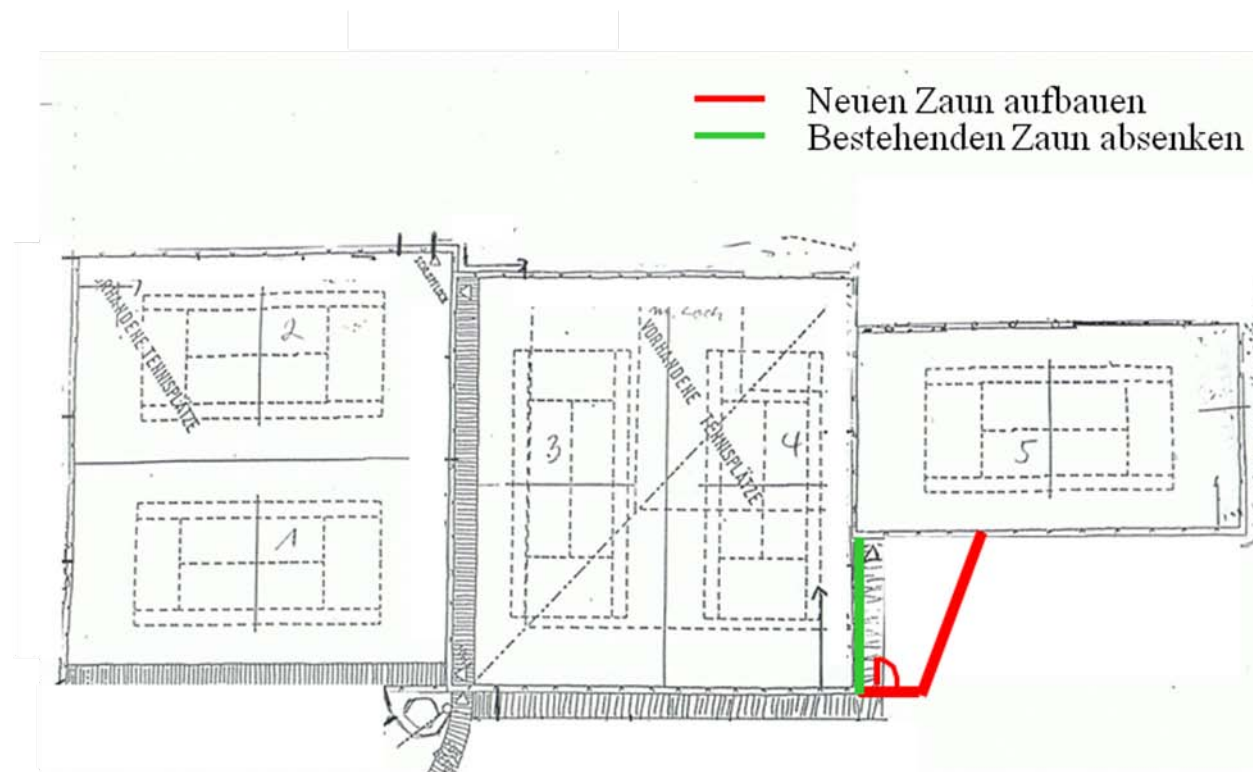 Neuen Zaun aufbauen
Bestehenden Zaun absenken
VORHANDENE TENNISPLÄTZE
2
1
VORHANDENE TENNISPLÄTZE
3
4
5